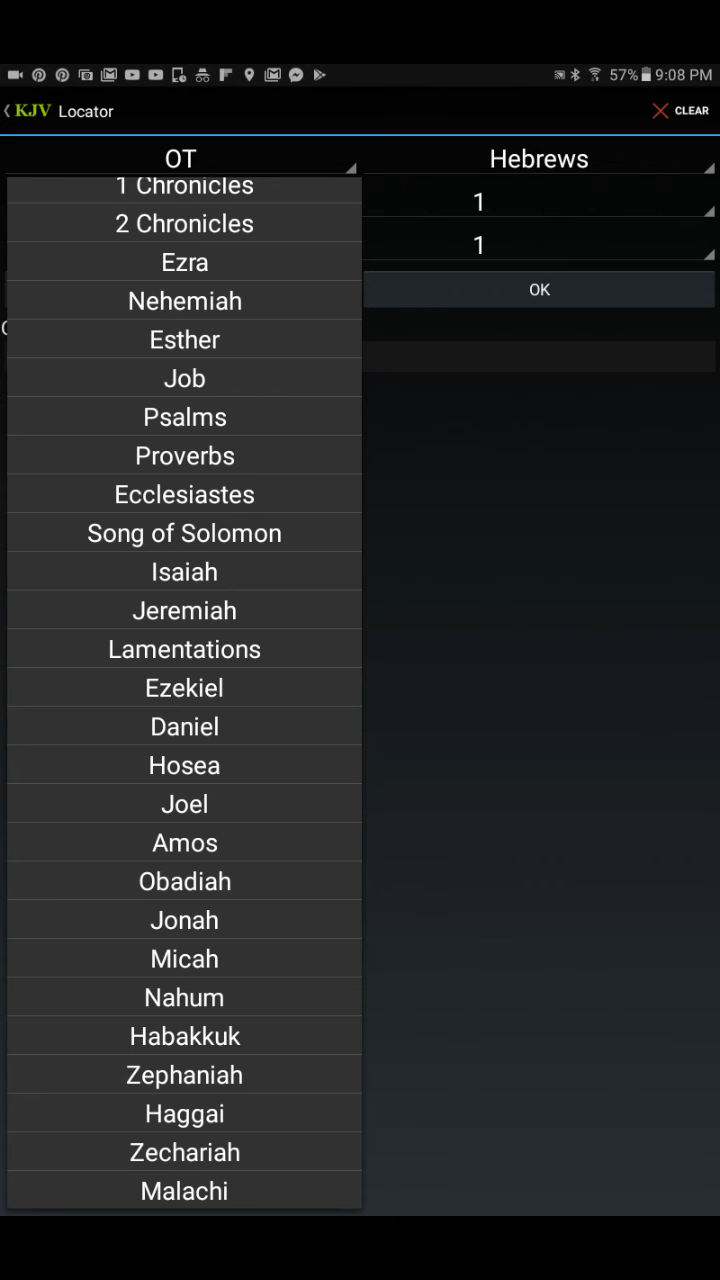 57% 9:08 PM
KJV Locator
CLEAR
OT
Hebrews
1
1
OK
1 Chronicles
2 Chronicles
Ezra
Nehemiah
Esther
Job
Psalms
Proverbs
Ecclesiastes
Song of Solomon
Isaiah
Jeremiah
Lamentations
Ezekiel
Daniel
Hosea
Joel
Amos
Obadiah
Jonah
Micah
Nahum
Habakkuk
Zephaniah
Haggai
Zechariah
Malachi